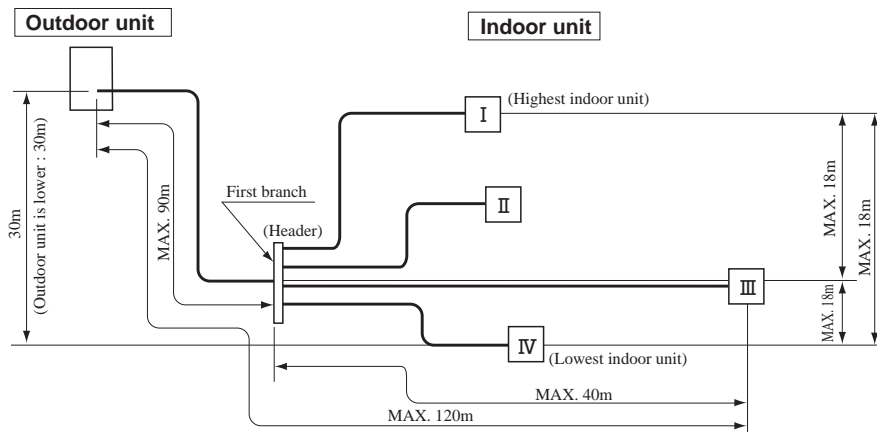 Outdoor unit
Indoor unit
I
(Highest indoor unit)
30m
(Outdoor unit is lower : 30m)
MAX. 90m
First branch
(Header)
II
MAX. 18m
MAX. 18m
III
MAX. 18m
IV
(Lowest indoor unit)
MAX. 40m
MAX. 120m